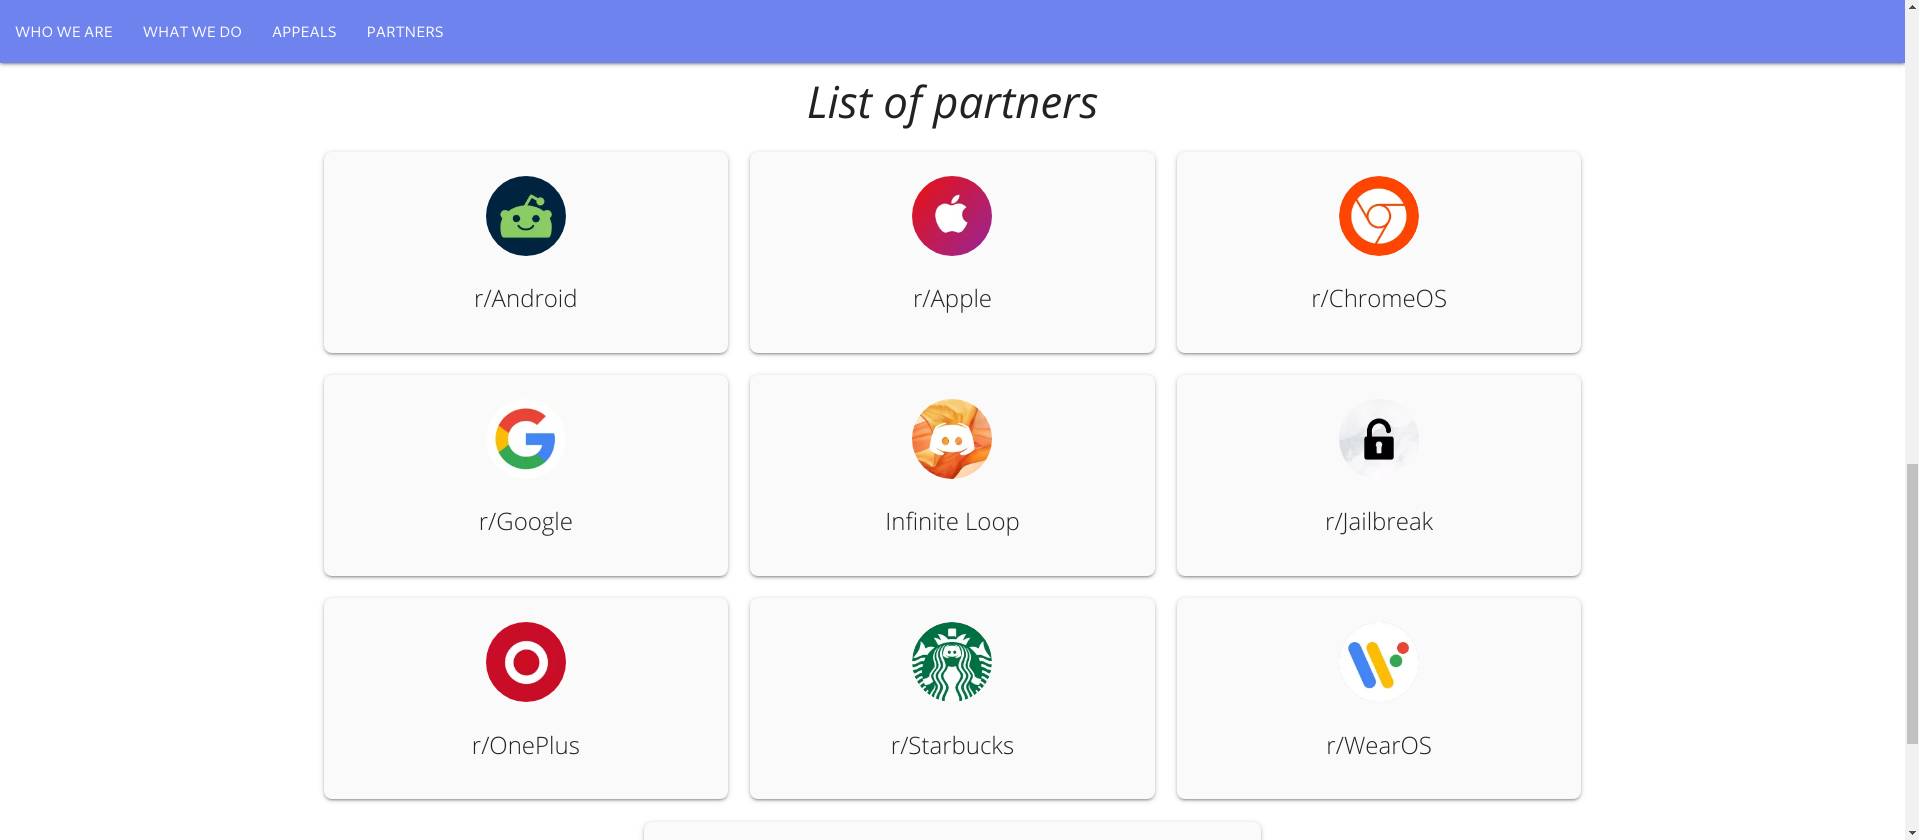 WHO WE ARE WHAT WE DO APPEALS PARTNERS
List of partners
r/Android r/Apple r/ChromeOS
r/Google Infinite Loop r/Jailbreak
r/OnePlus r/Starbucks r/WearOS